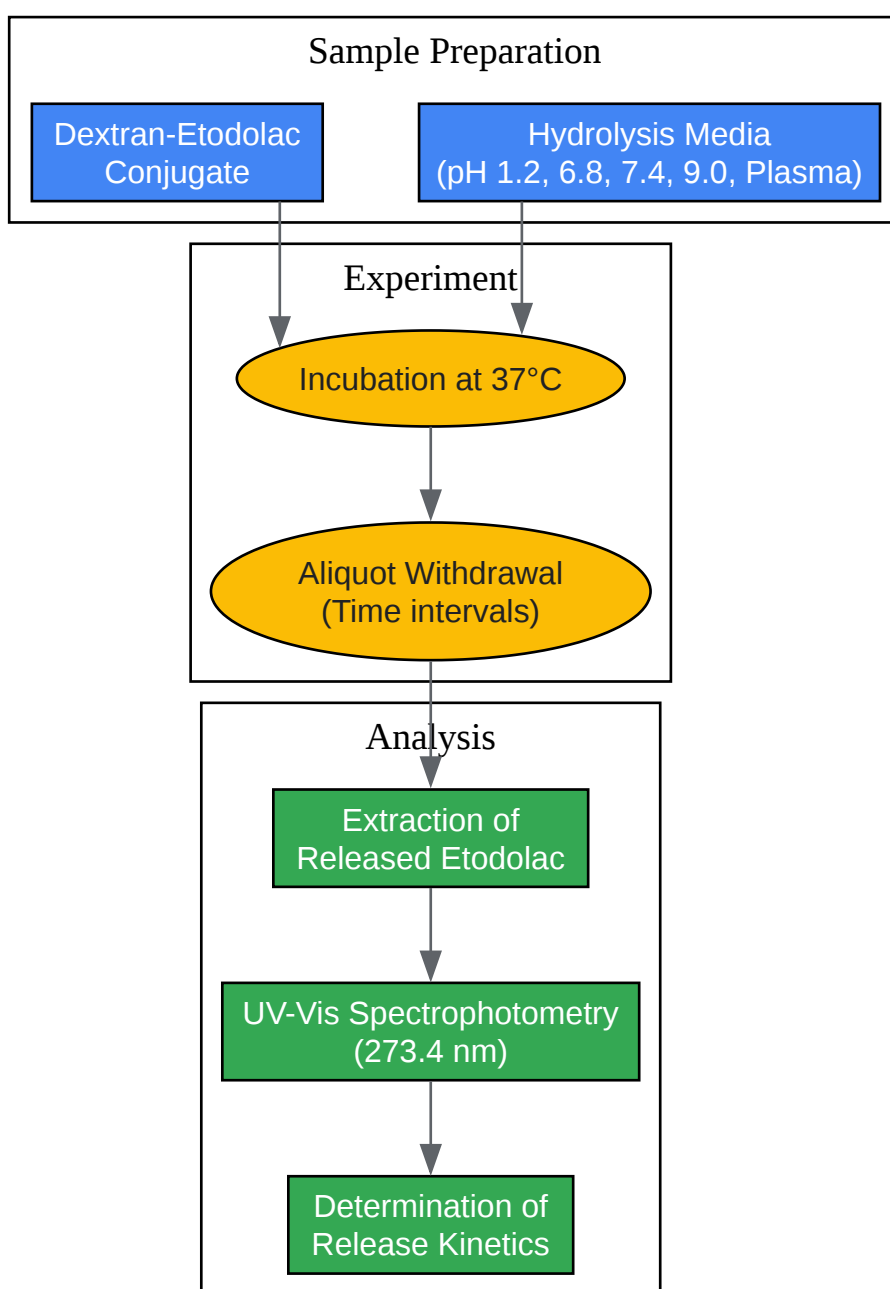 Sample Preparation
Dextran-Etodolac
Conjugate
Hydrolysis Media
(pH 1.2, 6.8, 7.4, 9.0, Plasma)
Experiment
Incubation at 37°C
Aliquot Withdrawal
(Time intervals)
Analysis
Extraction of
Released Etodolac
UV-Vis Spectrophotometry
(273.4 nm)
Determination of
Release Kinetics